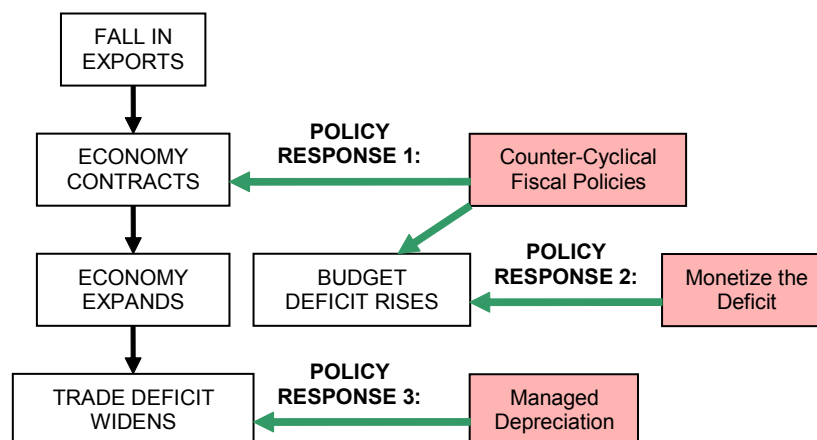 FALL IN
EXPORTS
POLICY
RESPONSE 1:
ECONOMY
CONTRACTS
Counter-Cyclical
Fiscal Policies
ECONOMY
EXPANDS
BUDGET
DEFICIT RISES
POLICY
RESPONSE 2:
Monetize the
Deficit
TRADE DEFICIT
WIDENS
POLICY
RESPONSE 3:
Managed
Depreciation